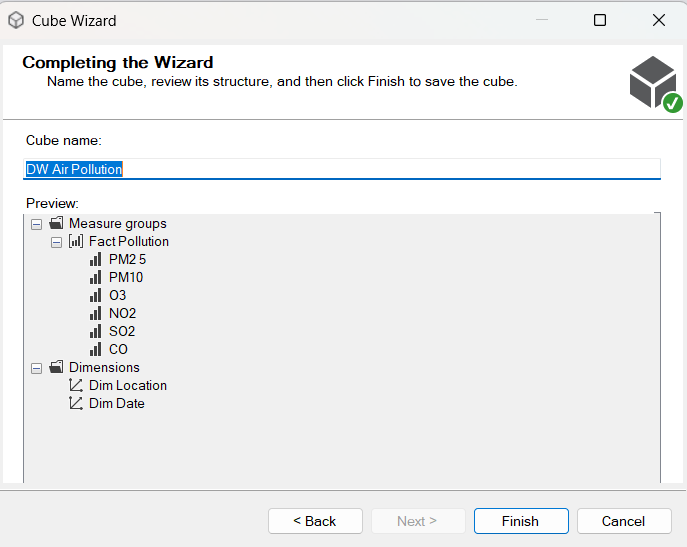 Cube Wizard
Completing the Wizard
Name the cube, review its structure, and then click Finish to save the cube.
Cube name:
DW Air Pollution
Preview:
Measure groups
Fact Pollution
PM2 5
PM10
O3
NO2
SO2
CO
Dimensions
Dim Location
Dim Date
< Back
Next >
Finish
Cancel